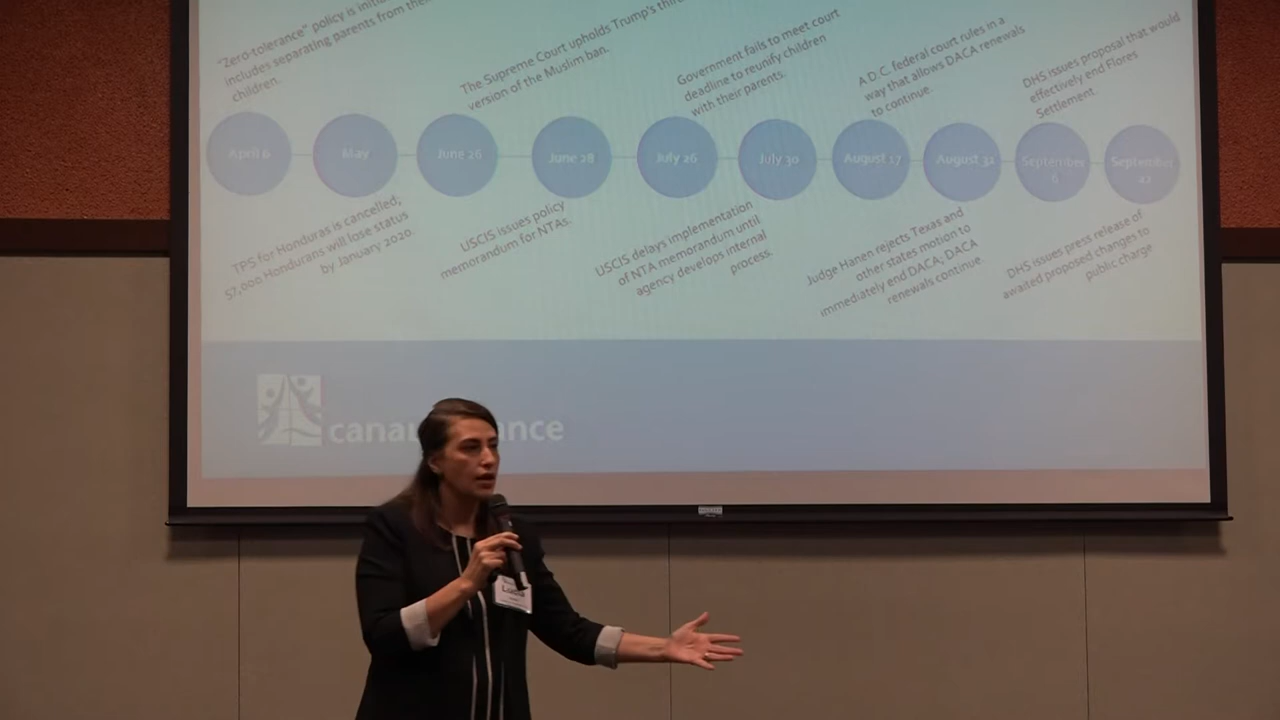 "Zero-tolerance" policy is
includes separating parents from
children.
The Supreme Court upholds Trump's third
version of the Muslim ban.
Government fails to meet court
deadline to reunify children
with their parents.
A D.C. federal court rules in a
way that allows DACA renewals
to continue.
DHS issues proposal that would
effectively end Flores
Settlement.
April 6
May
June 26
June 28
July 26
July 30
August 17
August 31
September
6
September
22
TPS for Honduras is cancelled;
57,000 Hondurans will lose status
by January 2020.
USCIS issues policy
memorandum for NTAs.
USCIS delays implementation
of NTA memorandum until
agency develops internal
process.
Judge Hanen rejects Texas and
other states motion to
immediately end DACA; DACA
renewals continue.
DHS issues press release of
awaited proposed changes to
public charge